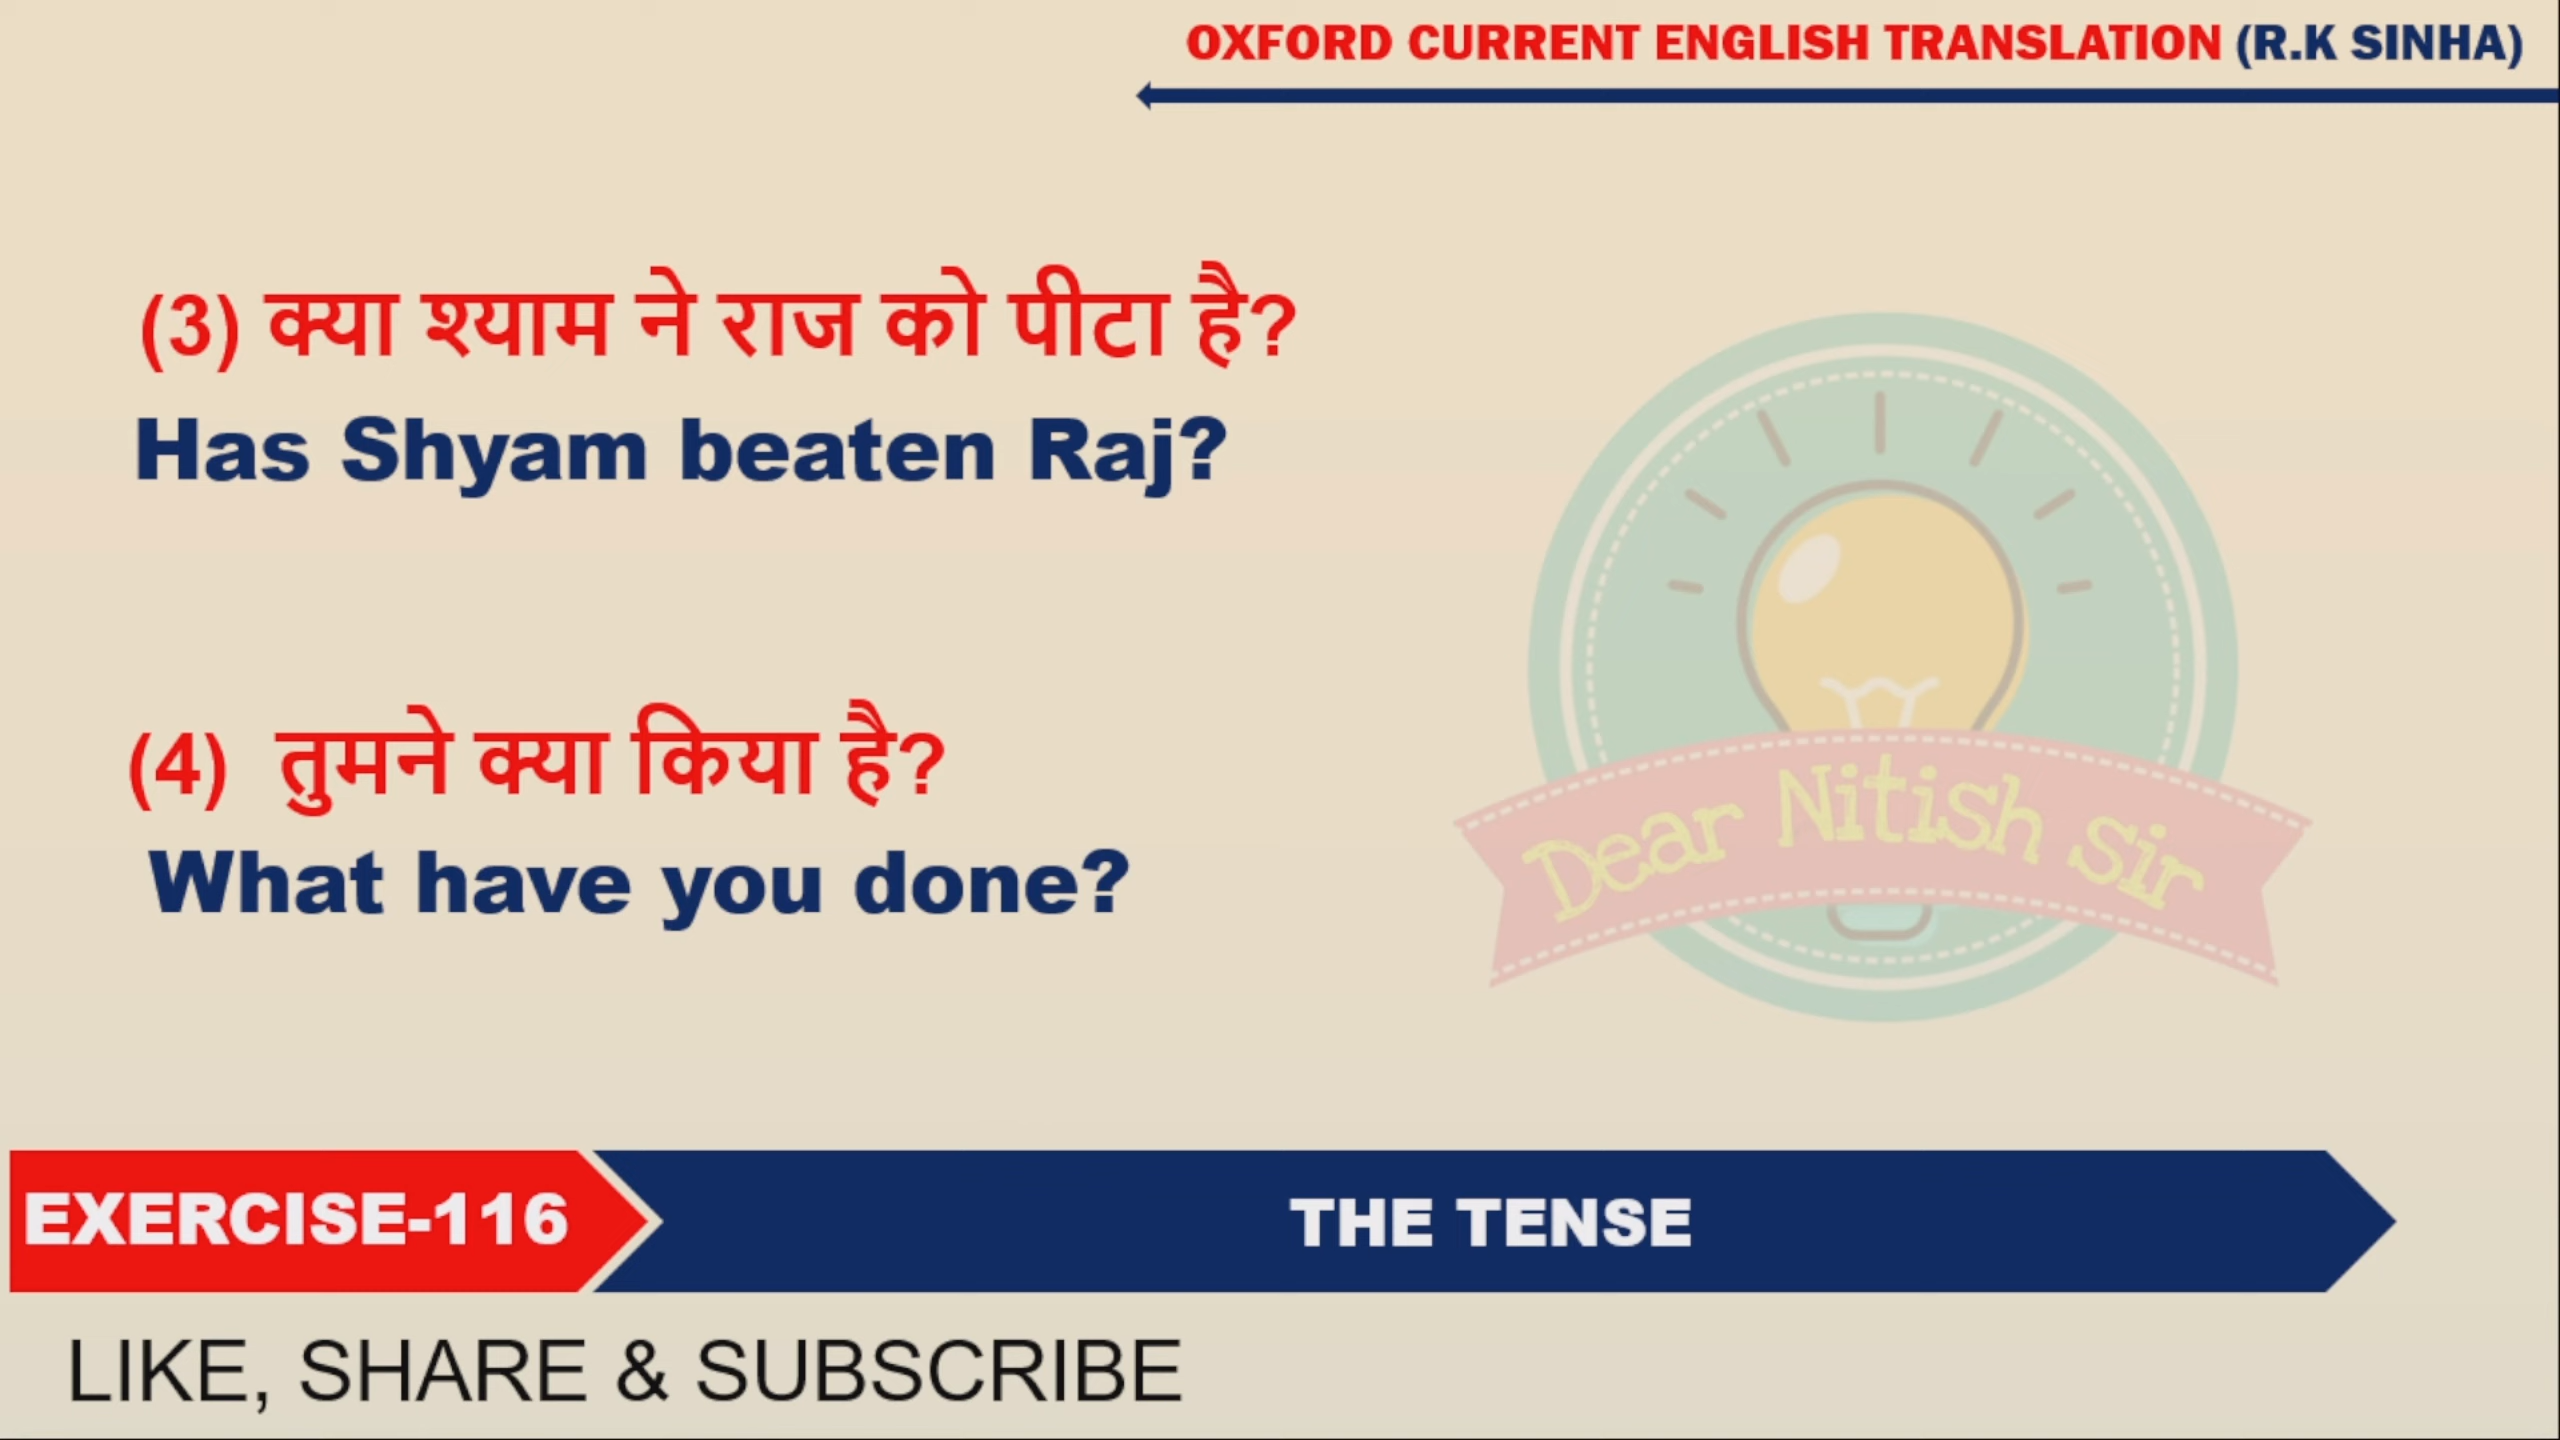 OXFORD CURRENT ENGLISH TRANSLATION (R.K SINHA)
(3) क्या श्याम ने राज को पीटा है?
Has Shyam beaten Raj?
(4) तुमने क्या किया है?
What have you done?
Dear Nitish Sir
EXERCISE-116
THE TENSE
LIKE, SHARE & SUBSCRIBE